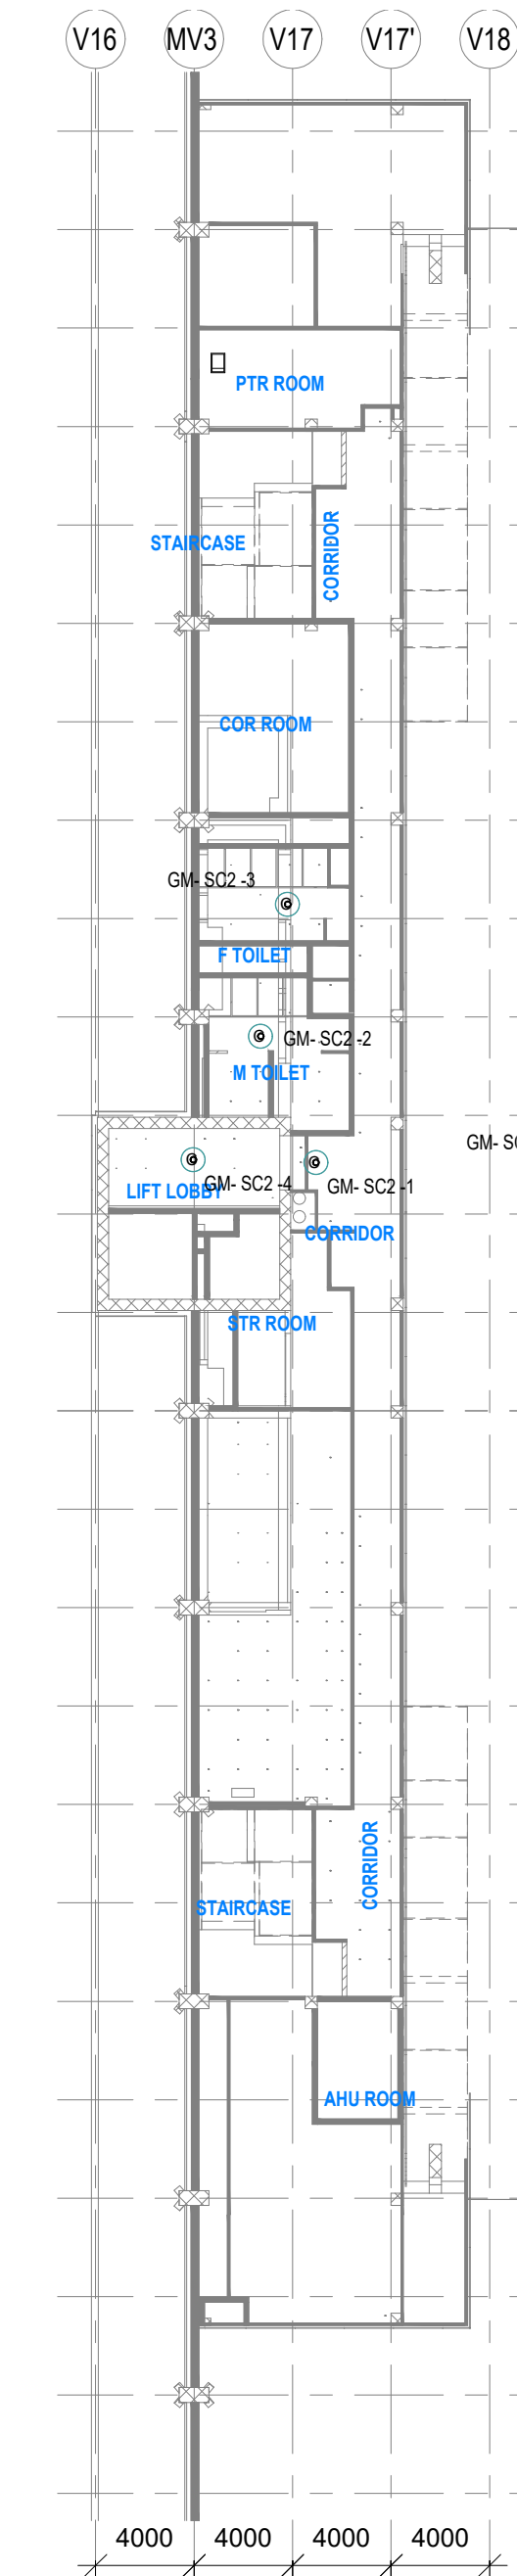 V16 MV3 V17 V17' V18
PTR ROOM
STAIRCASE
CORRIDOR
COR ROOM
GM- SC2 -3
F TOILET
GM- SC2 -2
M TOILET
GM- SC
LIFT LOBBY
GM- SC2 -4
GM- SC2 -1
CORRIDOR
STR ROOM
CORRIDOR
STAIRCASE
AHU ROOM
4000 4000 4000 4000